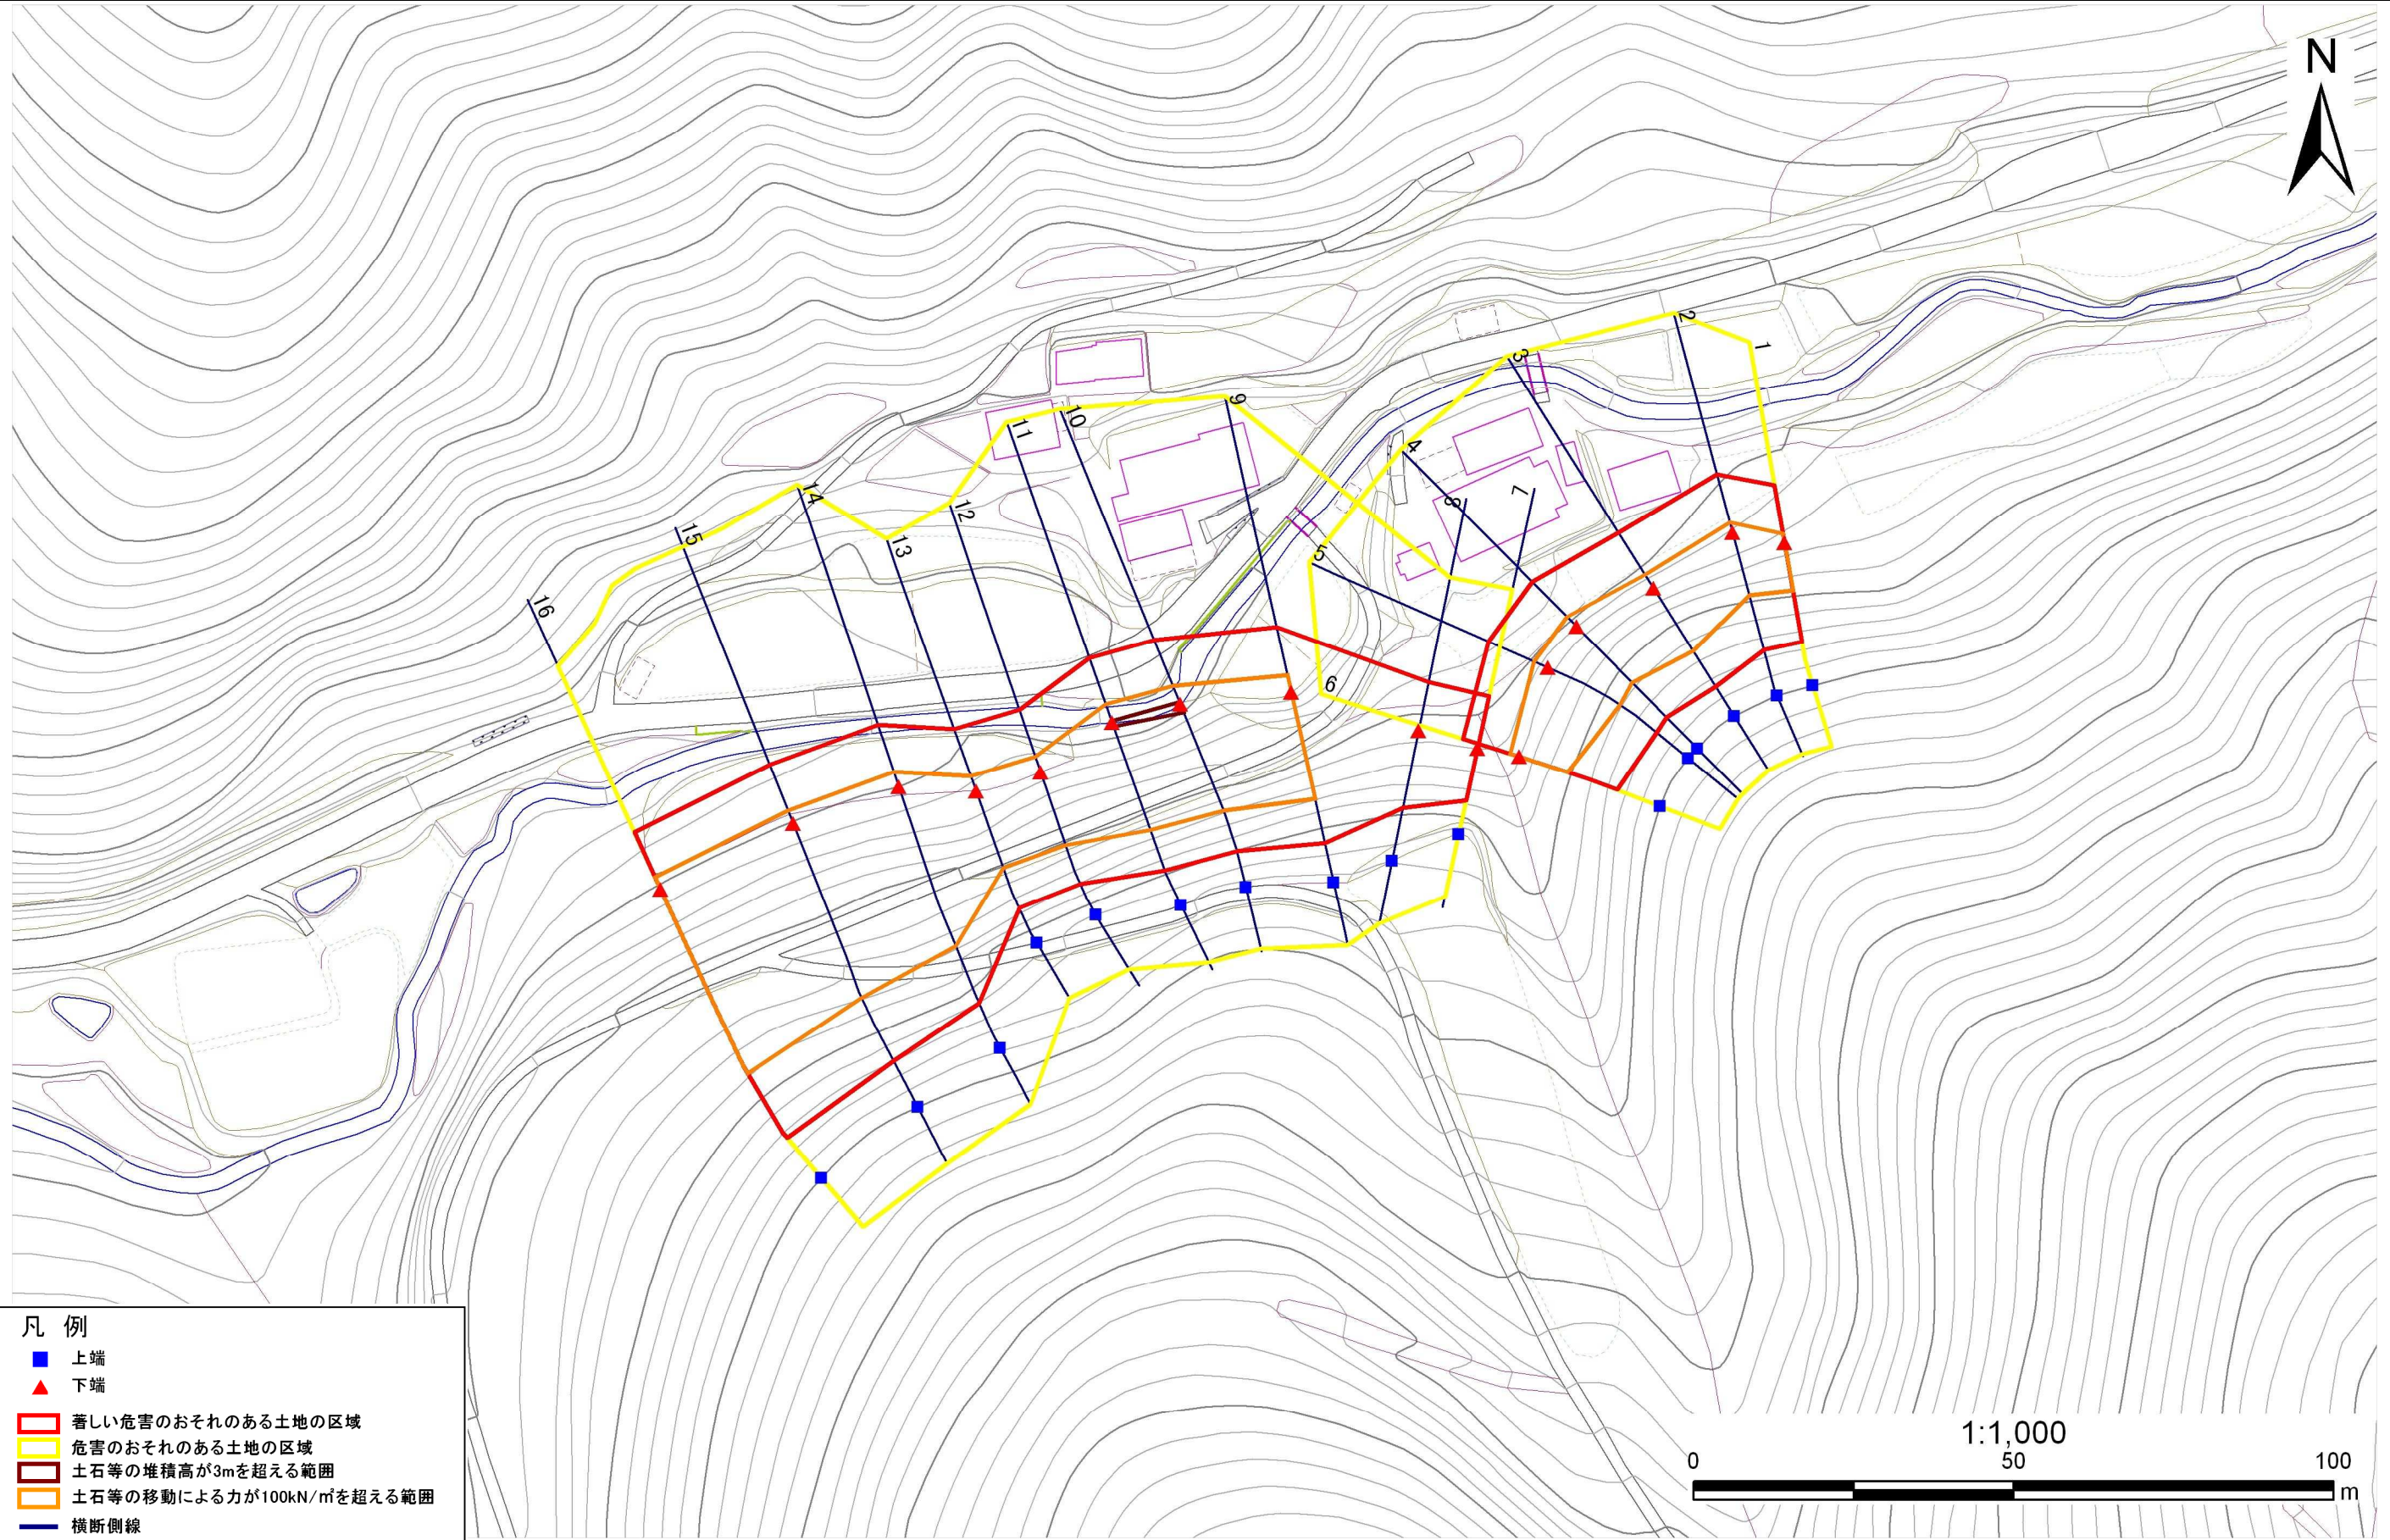 N
2
1
3
9
10
11
4
7
8
14
12
15
13
5
16
6
凡 例
上端
下端
著しい危害のおそれのある土地の区域
危害のおそれのある土地の区域
土石等の堆積高が3mを超える範囲
土石等の移動による力が100kN/㎡を超える範囲
横断側線
1:1,000
0 50 100
m